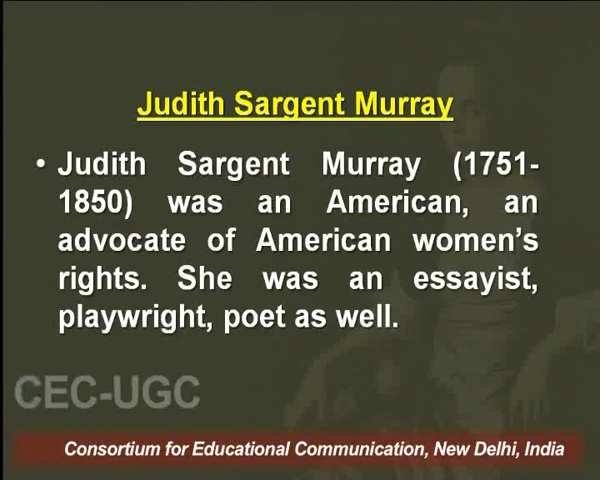 Judith Sargent Murray
• Judith Sargent Murray (1751-
1850) was an American, an
advocate of American women's
rights. She was an essayist,
playwright, poet as well.
CEC-UGC
Consortium for Educational Communication, New Delhi, India